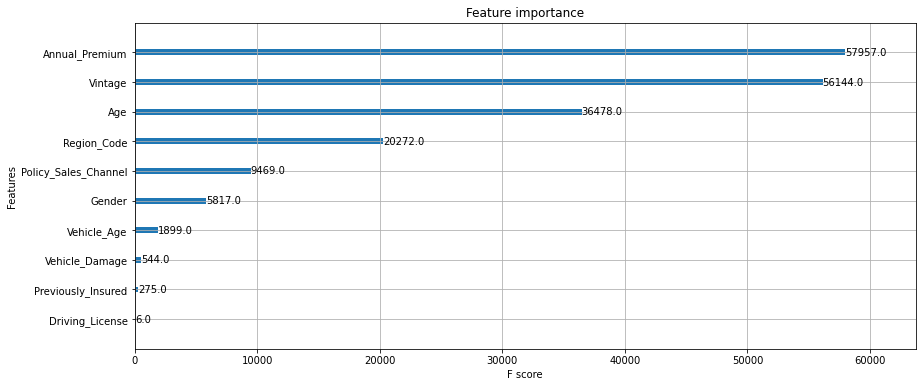 Feature importance
Annual_Premium
57957.0
Vintage
56144.0
Age
36478.0
Region_Code
20272.0
Policy_Sales_Channel
9469.0
Gender
5817.0
Vehicle_Age
1899.0
Vehicle_Damage
544.0
Previously_Insured
275.0
Driving_License
6.0
Features
0 10000 20000 30000 40000 50000 60000
F score